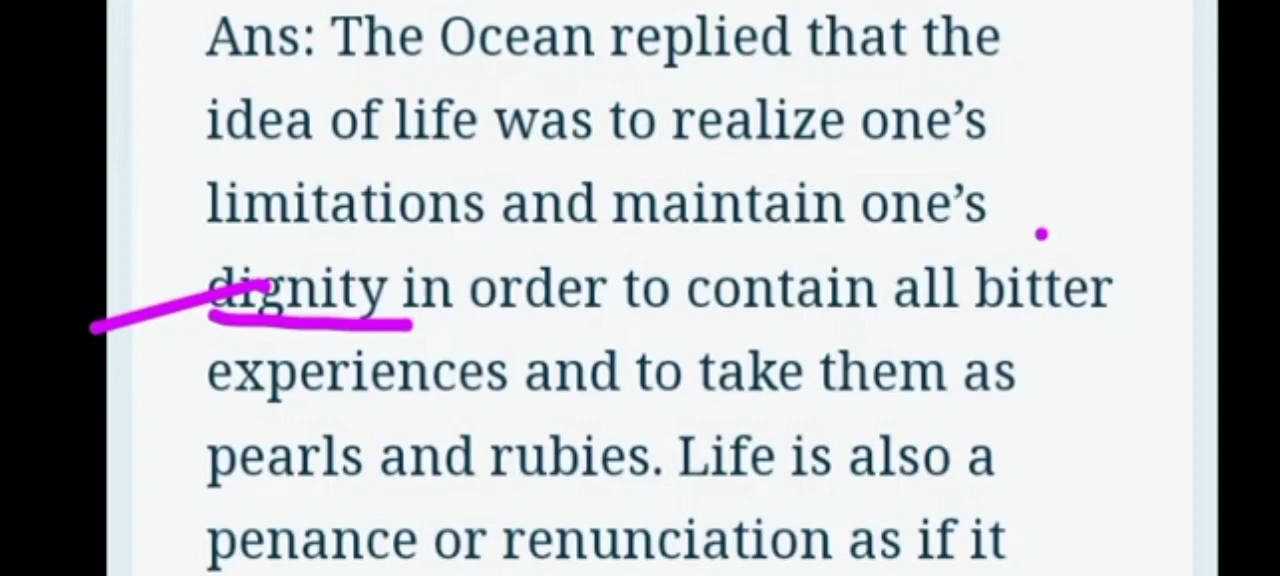 Ans: The Ocean replied that the
idea of life was to realize one’s
limitations and maintain one’s
dignity in order to contain all bitter
experiences and to take them as
pearls and rubies. Life is also a
penance or renunciation as if it